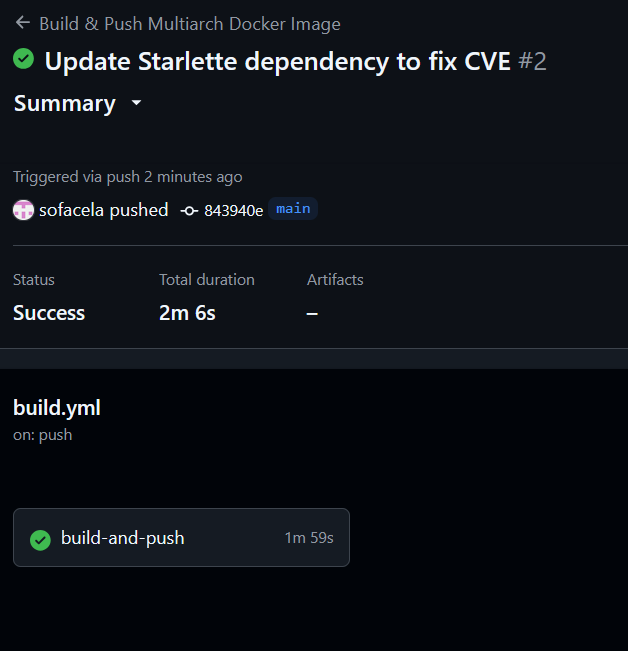 Build & Push Multiarch Docker Image
Update Starlette dependency to fix CVE #2
Summary
Triggered via push 2 minutes ago
sofacela pushed 843940e main
Status Total duration Artifacts
Success 2m 6s –
build.yml
on: push
build-and-push 1m 59s